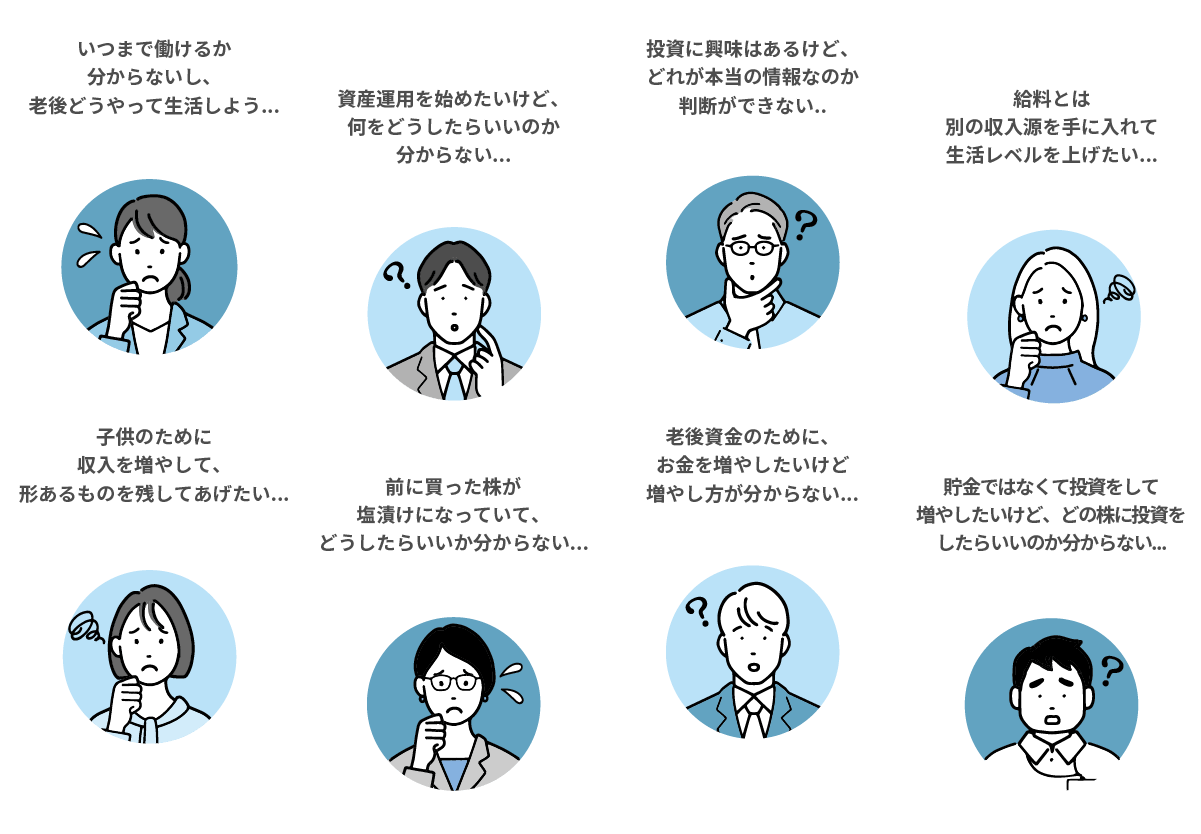 いつまで働けるか
分からないし、
老後どうやって生活しよう...
資産運用を始めたいけど、
何をどうしたらいいのか
分からない...
投資に興味はあるけど、
どれが本当の情報なのか
判断ができない..
給料とは
別の収入源を手に入れて
生活レベルを上げたい...
子供のために
収入を増やして、
形あるものを残してあげたい...
前に買った株が
塩漬けになっていて、
どうしたらいいか分からない...
老後資金のために、
お金を増やしたいけど
増やし方が分からない...
貯金ではなくて投資をして
増やしたいけど、どの株に投資を
したらいいのか分からない...